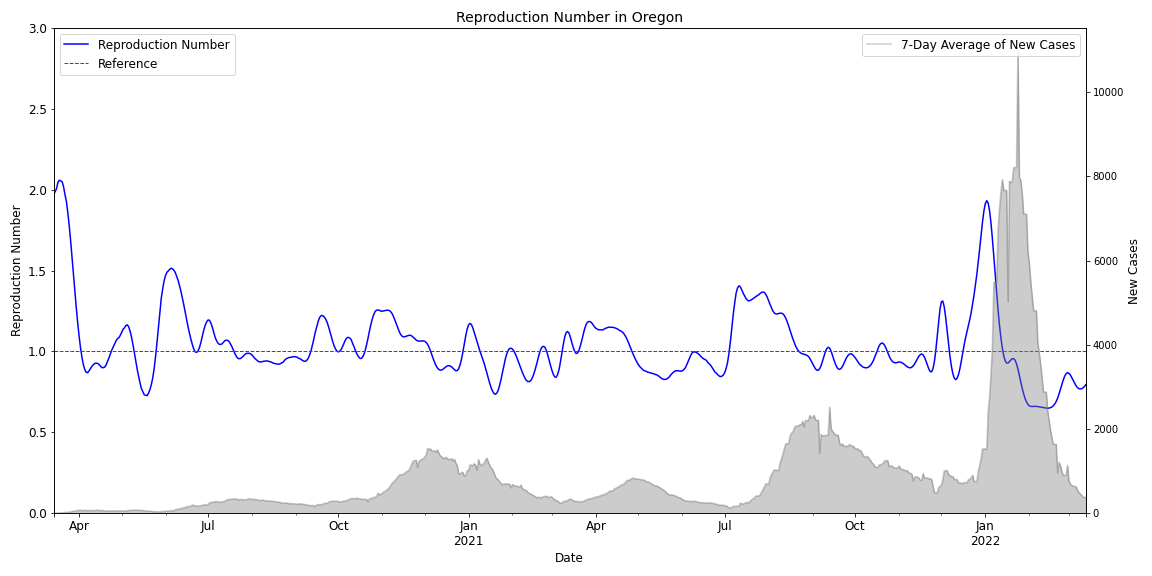 Reproduction Number in Oregon
Reproduction Number
Reference
7-Day Average of New Cases
3.0
2.5
2.0
1.5
1.0
0.5
0.0
Reproduction Number
10000
8000
6000
4000
2000
0
New Cases
Apr Jul Oct Jan Apr Jul Oct Jan
2021 2022
Date